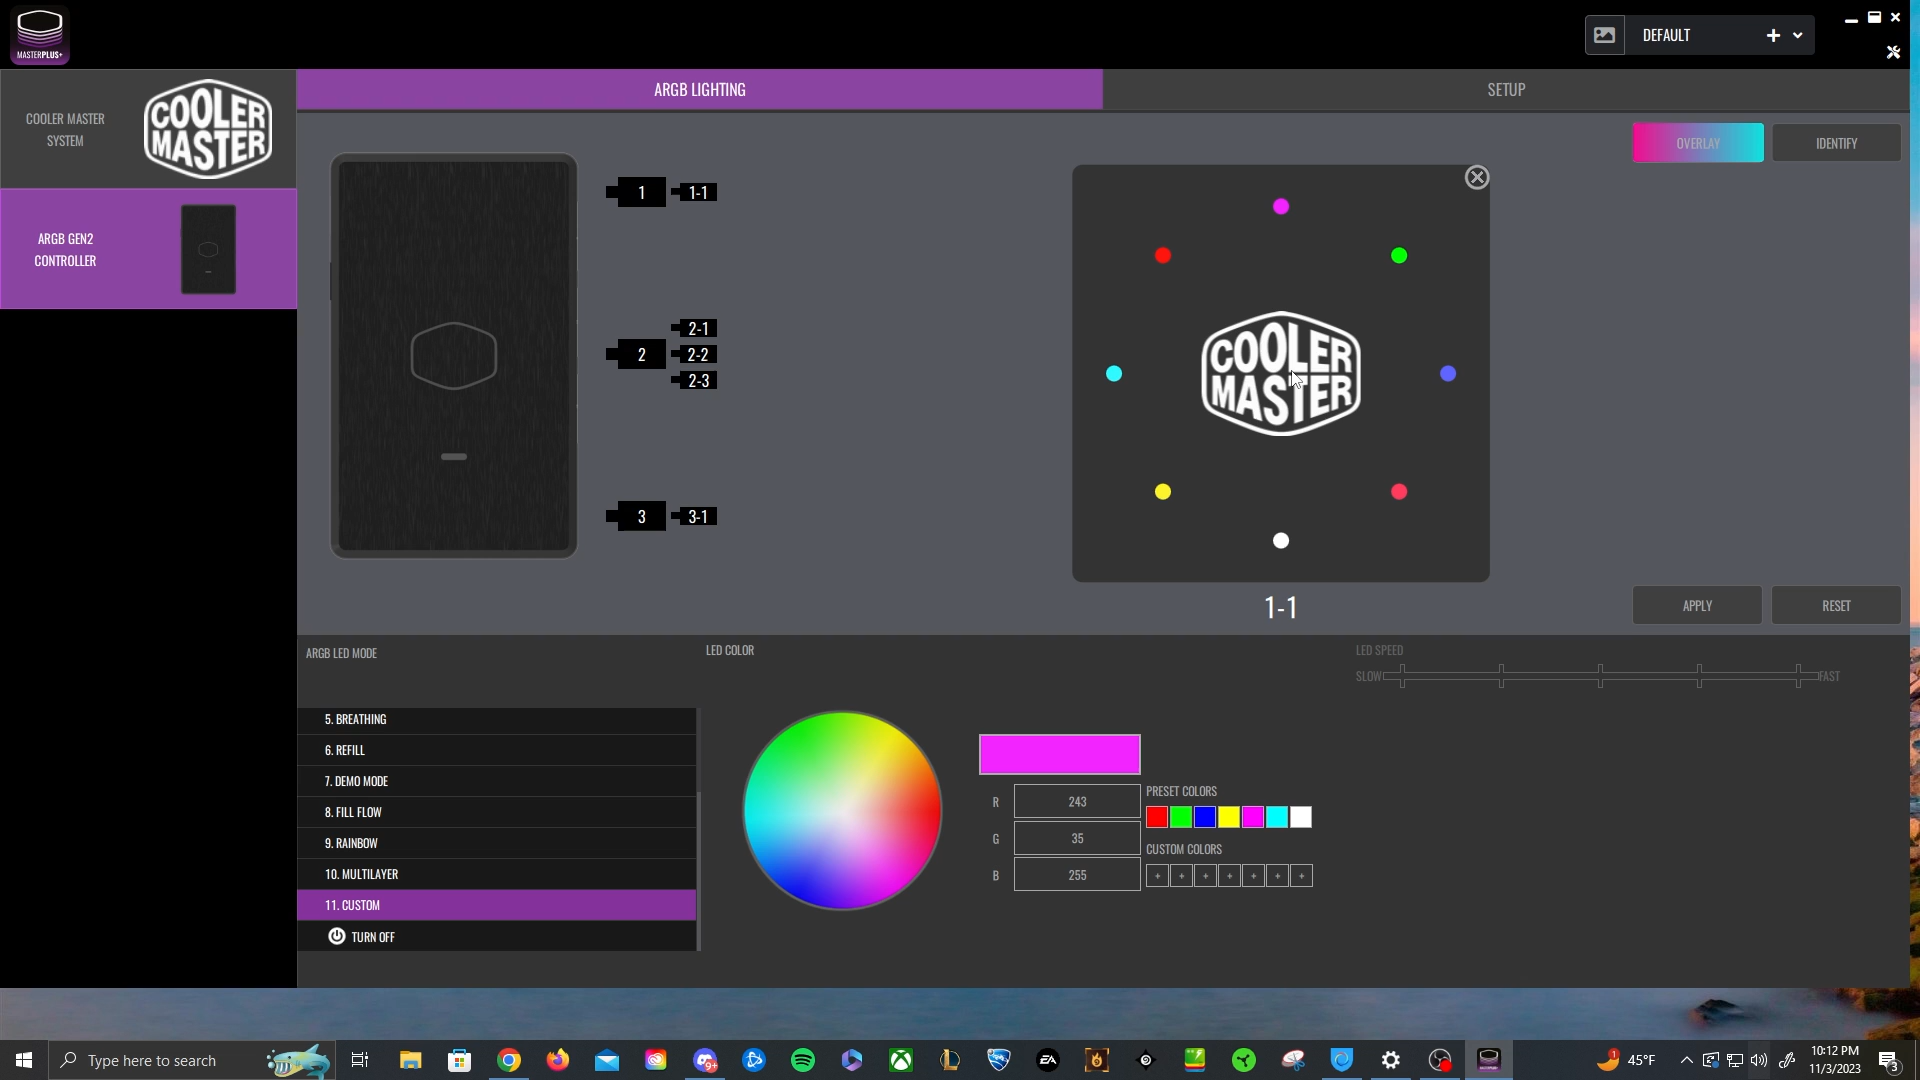 MASTERPLUS+
DEFAULT
COOLER MASTER
SYSTEM
COOLER
MASTER
ARGB GEN2
CONTROLLER
ARGB LIGHTING
SETUP
OVERLAY
IDENTIFY
1
1-1
2
2-1
2-2
2-3
3
3-1
COOLER
MASTER
1-1
APPLY
RESET
ARGB LED MODE
5. BREATHING
6. REFILL
7. DEMO MODE
8. FILL FLOW
9. RAINBOW
10. MULTILAYER
11. CUSTOM
TURN OFF
LED COLOR
R
243
G
35
B
255
PRESET COLORS
CUSTOM COLORS
+ + + + + + +
LED SPEED
SLOW
FAST
Type here to search
9+
EA
1
45°F
10:12 PM
11/3/2023
3